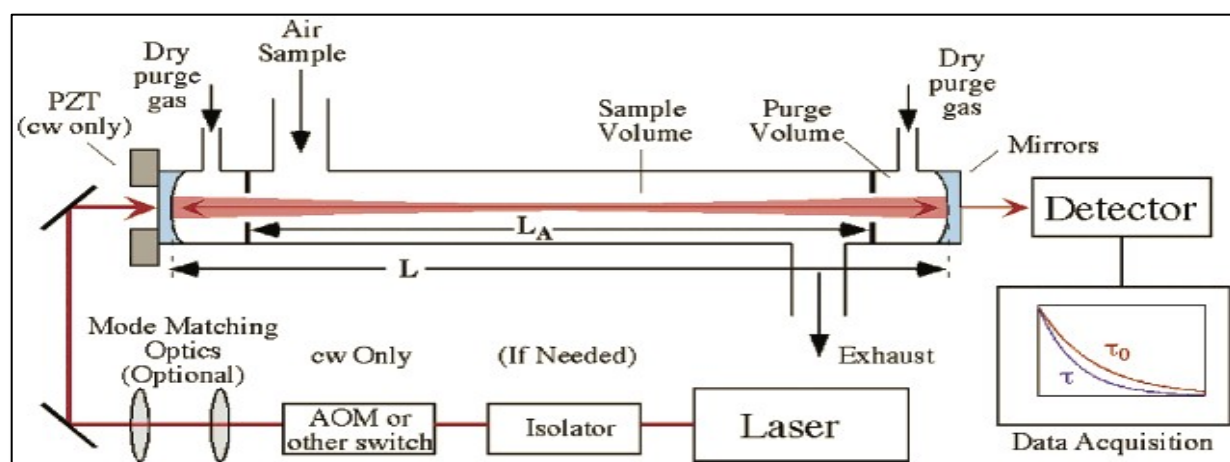 Air
Sample
Dry
purge
gas
PZT
(cw only)
Sample
Volume
Purge
Volume
Dry
purge
gas
Mirrors
Detector
L_A
L
Mode Matching
Optics
(Optional)
cw Only
(If Needed)
Exhaust
AOM or
other switch
Isolator
Laser
τ₀
τ
Data Acquisition